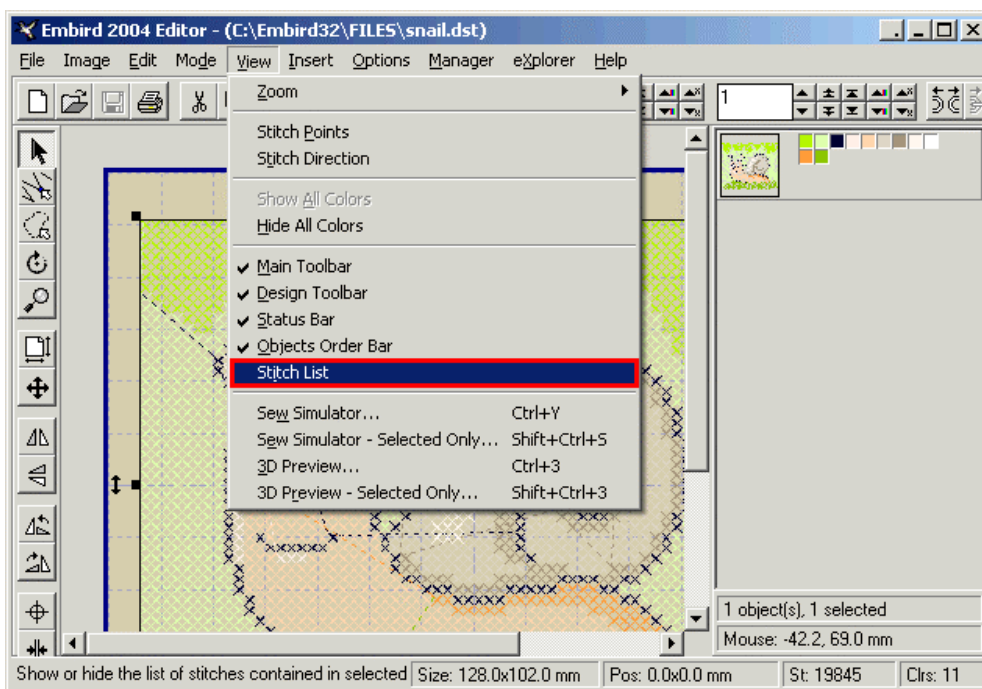 Embird 2004 Editor - (C:\Embird32\FILES\snail.dst)
File Image Edit Mode View Insert Options Manager eXplorer Help
1
Zoom
Stitch Points
Stitch Direction
Show All Colors
Hide All Colors
Main Toolbar
Design Toolbar
Status Bar
Objects Order Bar
Stitch List
Sew Simulator... Ctrl+Y
Sew Simulator - Selected Only... Shift+Ctrl+S
3D Preview... Ctrl+3
3D Preview - Selected Only... Shift+Ctrl+3
1 object(s), 1 selected
Mouse: -42.2, 69.0 mm
Show or hide the list of stitches contained in selected Size: 128.0x102.0 mm Pos: 0.0x0.0 mm St: 19845 Clrs: 11